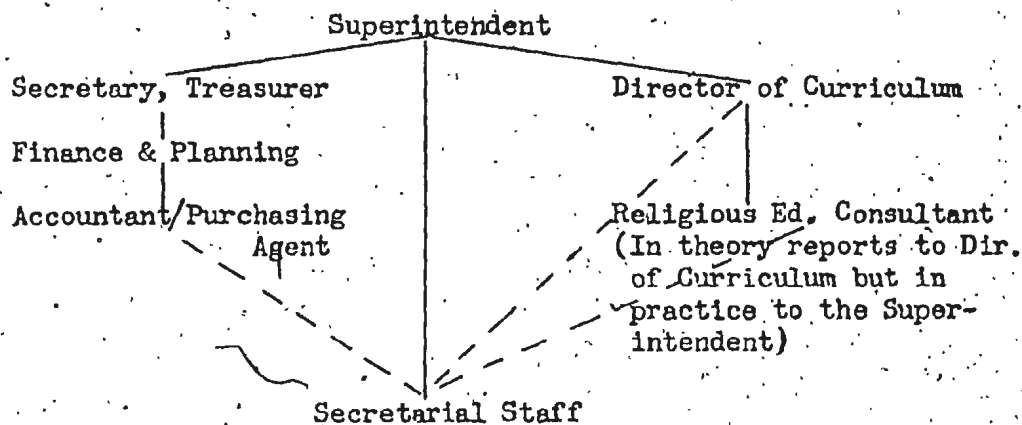 Superintendent
Secretary, Treasurer
Director of Curriculum
Finance & Planning
Accountant/Purchasing
Agent
Religious Ed. Consultant
(In theory reports to Dir.
of Curriculum but in
practice to the Super-
intendent)
Secretarial Staff